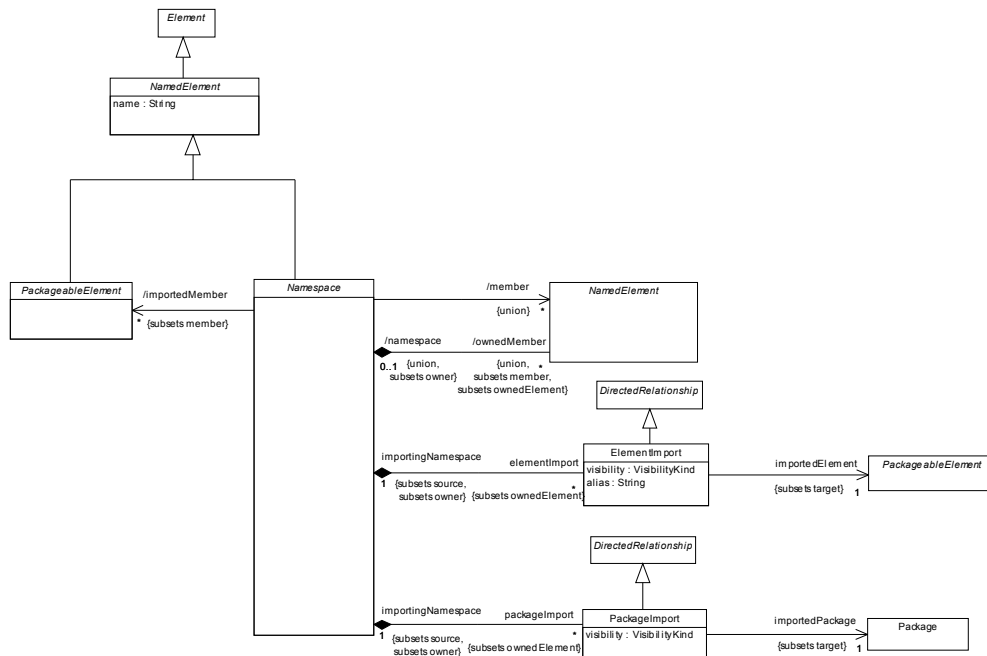 Element
NamedElement
name : String
PackageableElement
/importedMember
* {subsets member}
Namespace
/member
{union} *
NamedElement
/namespace
/ownedMember
0..1 {union,
subsets owner}
{union, *
subsets member,
subsets ownedElement}
DirectedRelationship
importingNamespace
elementImport
1 {subsets source,
subsets owner}
*
{subsets ownedElement}
ElementImport
visibility : VisibilityKind
alias : String
importedElement
{subsets target} 1
PackageableElement
DirectedRelationship
importingNamespace
packageImport
1 {subsets source,
subsets owner}
*
{subsets ownedElement}
PackageImport
visibility : VisibilityKind
importedPackage
{subsets target} 1
Package